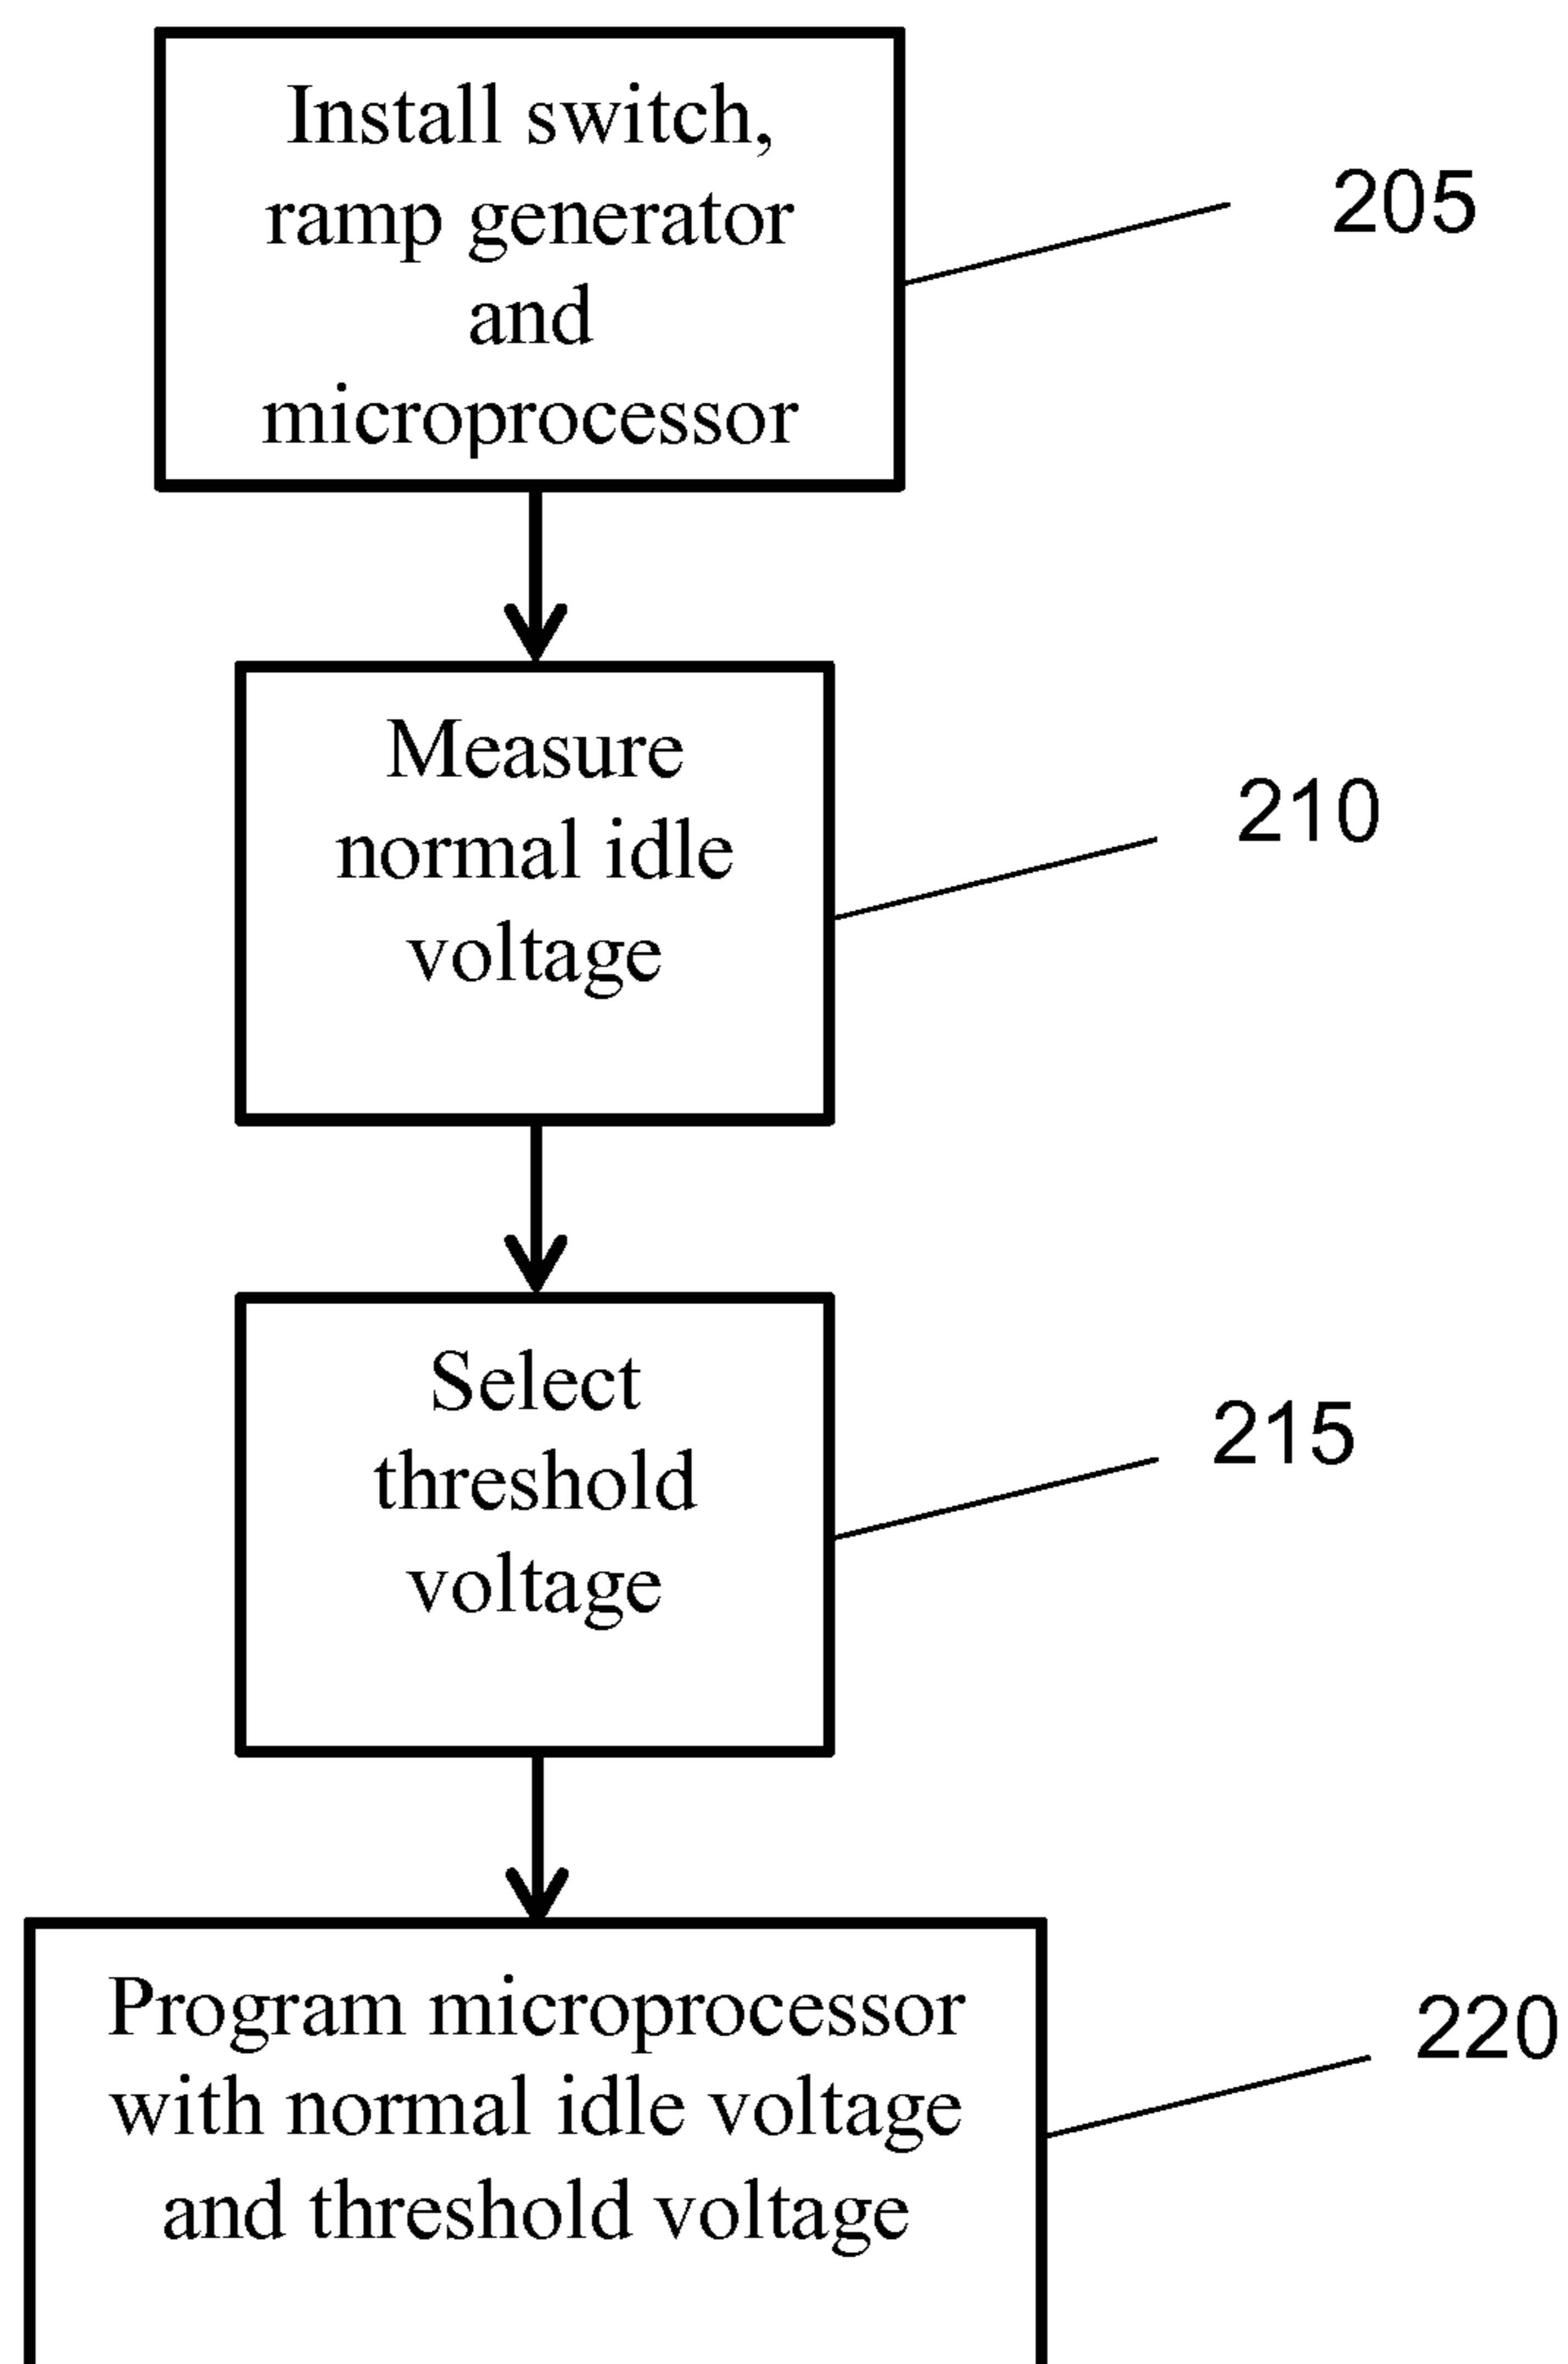 Install switch,
ramp generator
and
microprocessor
205
Measure
normal idle
voltage
210
Select
threshold
voltage
215
Program microprocessor
with normal idle voltage
and threshold voltage
220